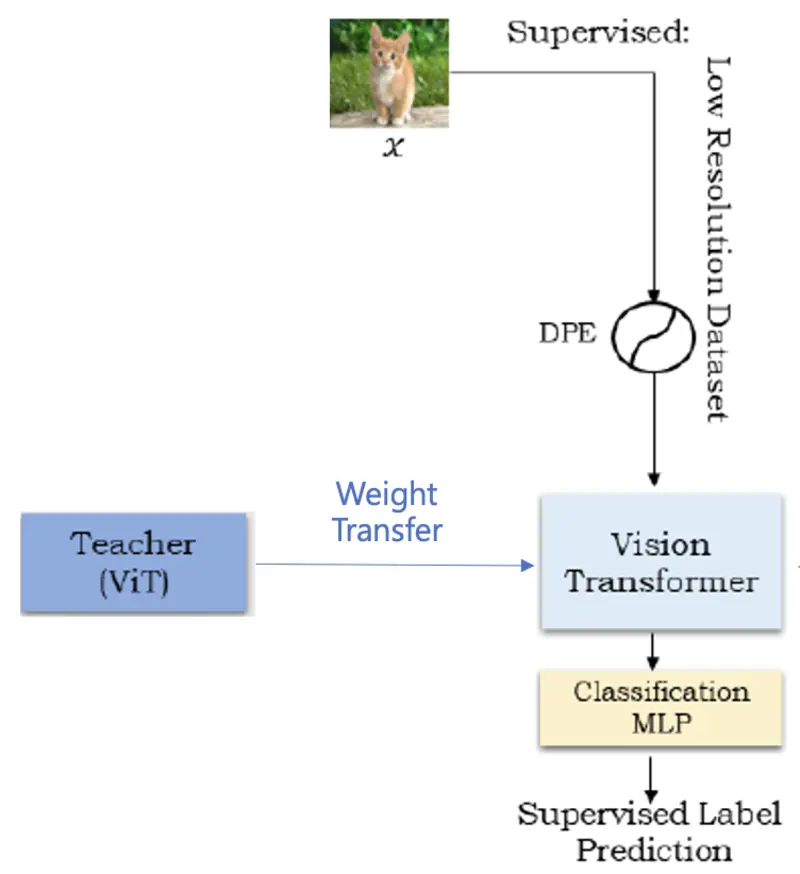 Supervised:
x
Low Resolution Dataset
DPE
Weight
Transfer
Teacher
(ViT)
Vision
Transformer
Classification
MLP
Supervised Label
Prediction